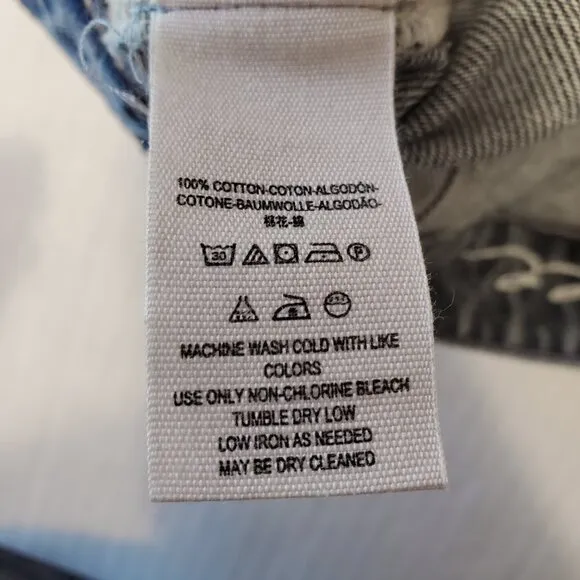 100% COTTON-COTON-ALGODÓN-
COTONE-BAUMWOLLE-ALGODÃO-
棉花-綿
30 P
MACHINE WASH COLD WITH LIKE
COLORS
USE ONLY NON-CHLORINE BLEACH
TUMBLE DRY LOW
LOW IRON AS NEEDED
MAY BE DRY CLEANED